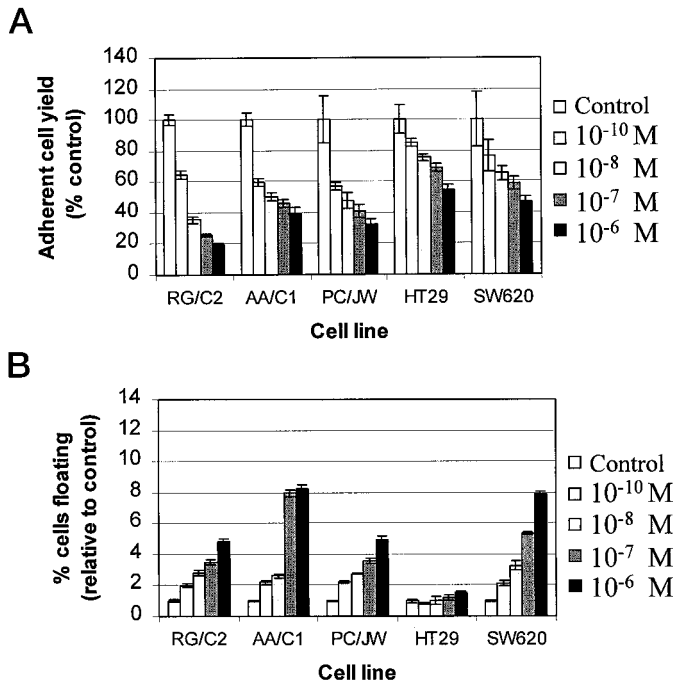 A
Adherent cell yield
(% control)
140
120
100
80
60
40
20
0
RG/C2 AA/C1 PC/JW HT29 SW620
Cell line
Control
10⁻¹⁰ M
10⁻⁸ M
10⁻⁷ M
10⁻⁶ M
B
% cells floating
(relative to control)
14
12
10
8
6
4
2
0
RG/C2 AA/C1 PC/JW HT29 SW620
Cell line
Control
10⁻¹⁰ M
10⁻⁸ M
10⁻⁷ M
10⁻⁶ M